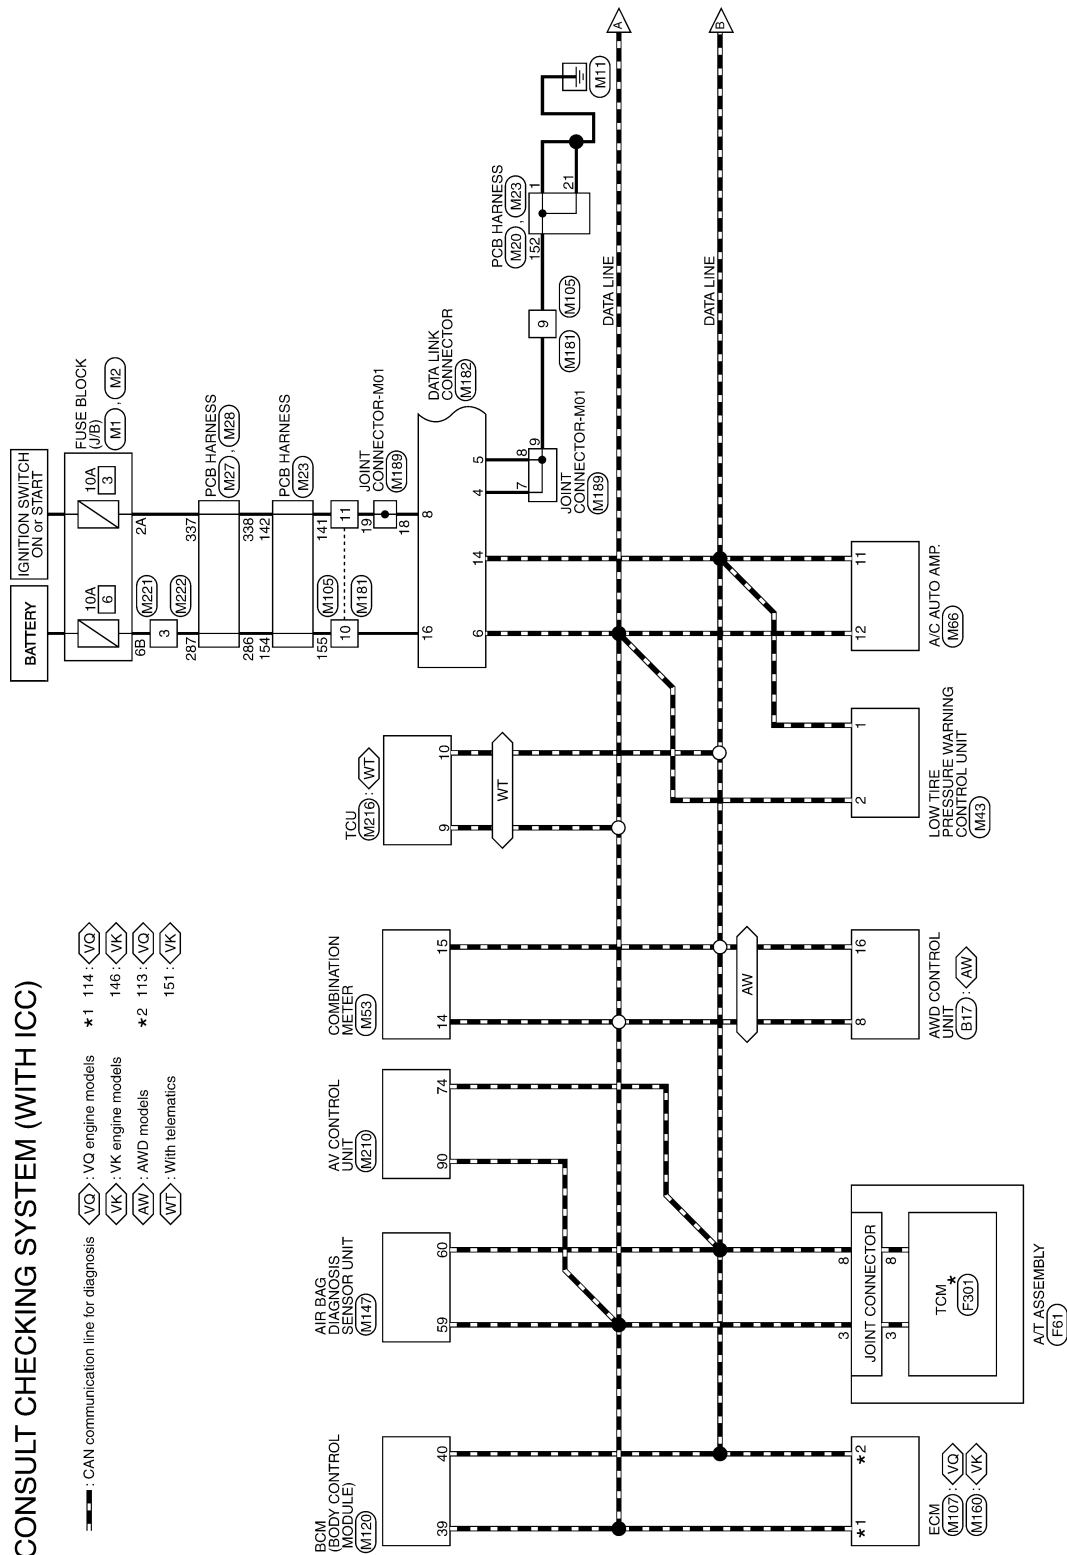 CONSULT CHECKING SYSTEM (WITH ICC)
: CAN communication line for diagnosis
VQ : VQ engine models
VK : VK engine models
AW : AWD models
WT : With telematics
*1 114 : VQ
146 : VK
*2 113 : VQ
151 : VK
BATTERY
IGNITION SWITCH
ON or START
10A
6
10A
3
FUSE BLOCK
(J/B)
M1 , M2
6B
2A
M221
3
M222
287
337
PCB HARNESS
M27 , M28
286
338
154
142
PCB HARNESS
M23
155
141
M105
10
11
M181
19
JOINT
CONNECTOR-M01
M189
18
16
8
DATA LINK
CONNECTOR
M182
6
14
4
5
7
8
9
JOINT
CONNECTOR-M01
M189
M181
9
M105
PCB HARNESS
M20 , M23
152
1
21
M11
BCM
(BODY CONTROL
MODULE)
M120
39
40
AIR BAG
DIAGNOSIS
SENSOR UNIT
M147
59
60
AV CONTROL
UNIT
M210
90
74
COMBINATION
METER
M53
14
15
TCU
M216 : WT
9
10
WT
DATA LINE
A
DATA LINE
B
AW
*1
*2
ECM
M107 : VQ
M160 : VK
3
8
JOINT CONNECTOR
3
8
TCM*
F301
A/T ASSEMBLY
F61
8
16
AWD CONTROL
UNIT
B17 : AW
2
1
LOW TIRE
PRESSURE WARNING
CONTROL UNIT
M43
12
11
A/C AUTO AMP.
M66